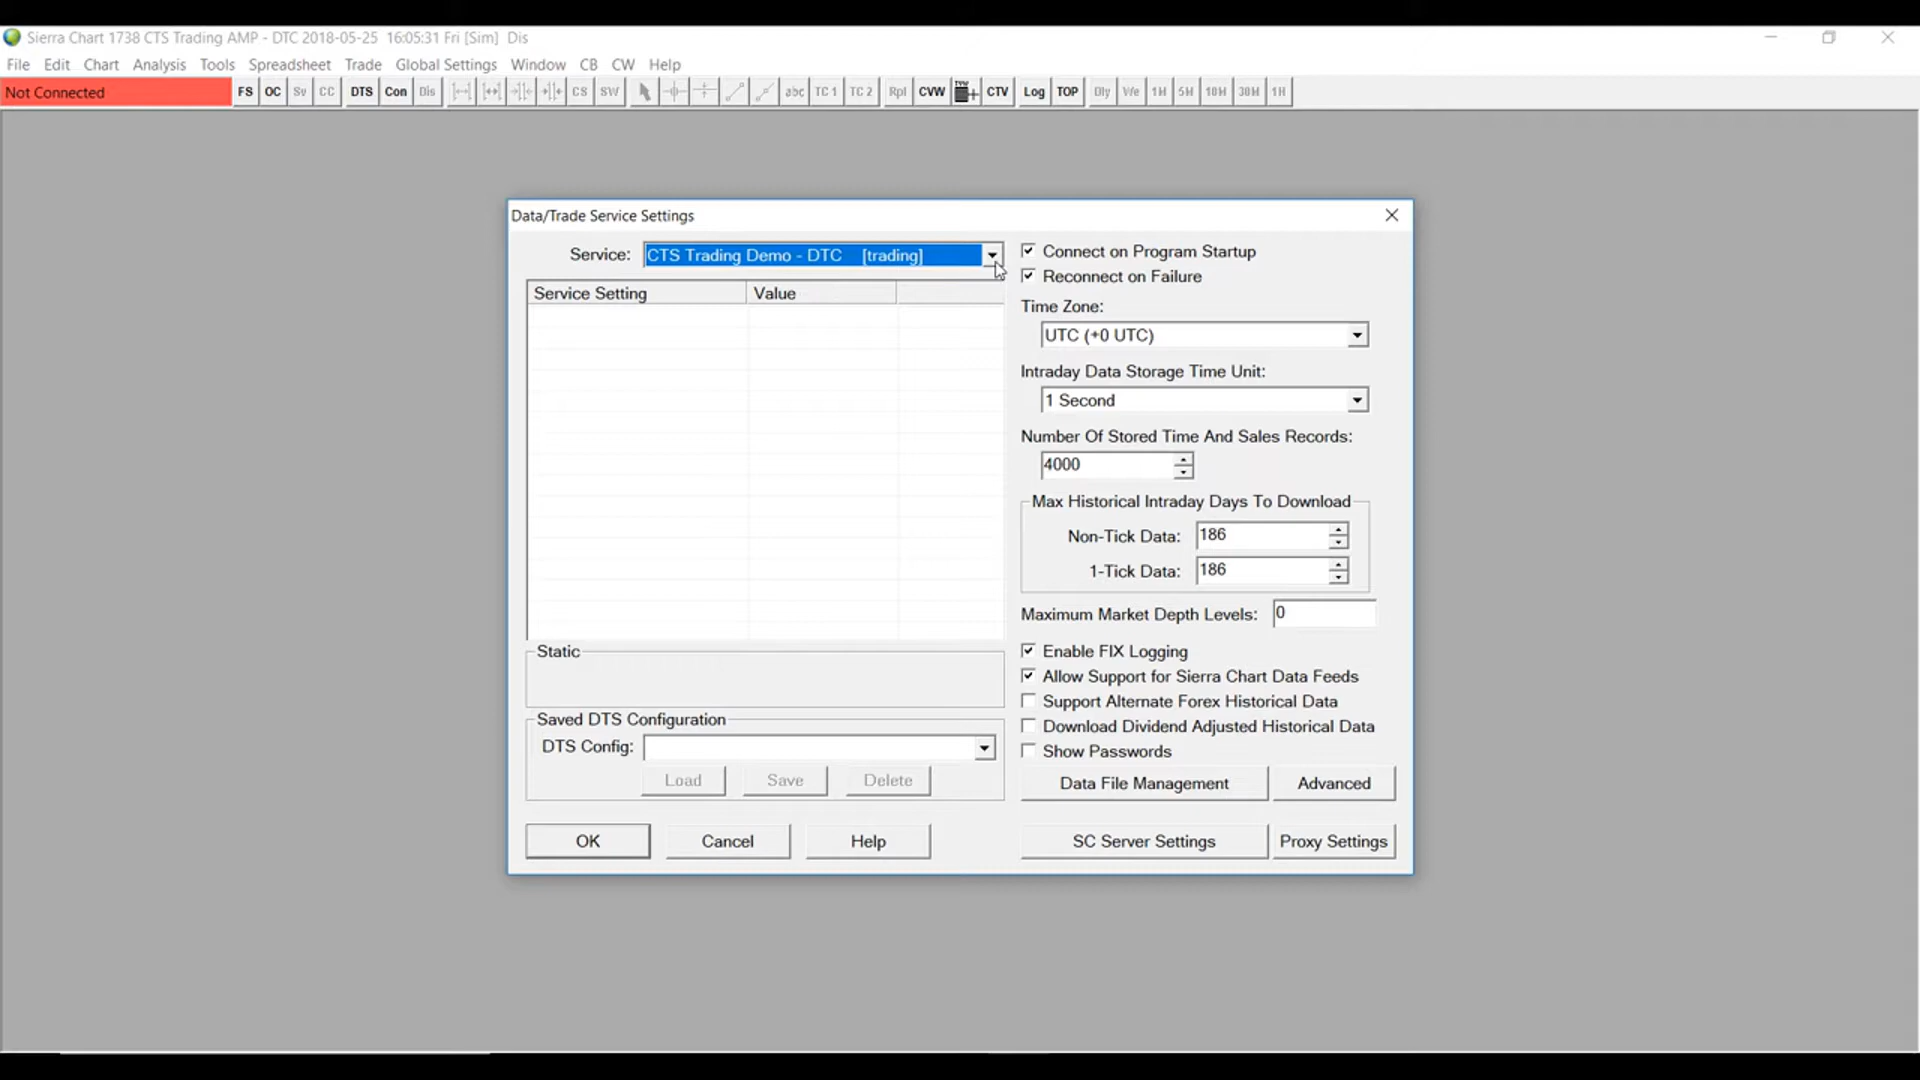 Sierra Chart 1738 CTS Trading AMP - DTC 2018-05-25  16:05:31 Fri [Sim]  Dis
File Edit Chart Analysis Tools Spreadsheet Trade Global Settings Window CB CW Help
Not Connected FS OC Sv CC DTS Con Dis CS SW abc TC 1 TC 2 Rpl CVW CTV Log TOP Dly 1H 5H 10H 30H 1H
Data/Trade Service Settings
Service: CTS Trading Demo - DTC [trading]
Service Setting Value
Static
Saved DTS Configuration
DTS Config:
Load Save Delete
OK Cancel Help
Connect on Program Startup
Reconnect on Failure
Time Zone:
UTC (+0 UTC)
Intraday Data Storage Time Unit:
1 Second
Number Of Stored Time And Sales Records:
4000
Max Historical Intraday Days To Download
Non-Tick Data: 186
1-Tick Data: 186
Maximum Market Depth Levels: 0
Enable FIX Logging
Allow Support for Sierra Chart Data Feeds
Support Alternate Forex Historical Data
Download Dividend Adjusted Historical Data
Show Passwords
Data File Management Advanced
SC Server Settings Proxy Settings